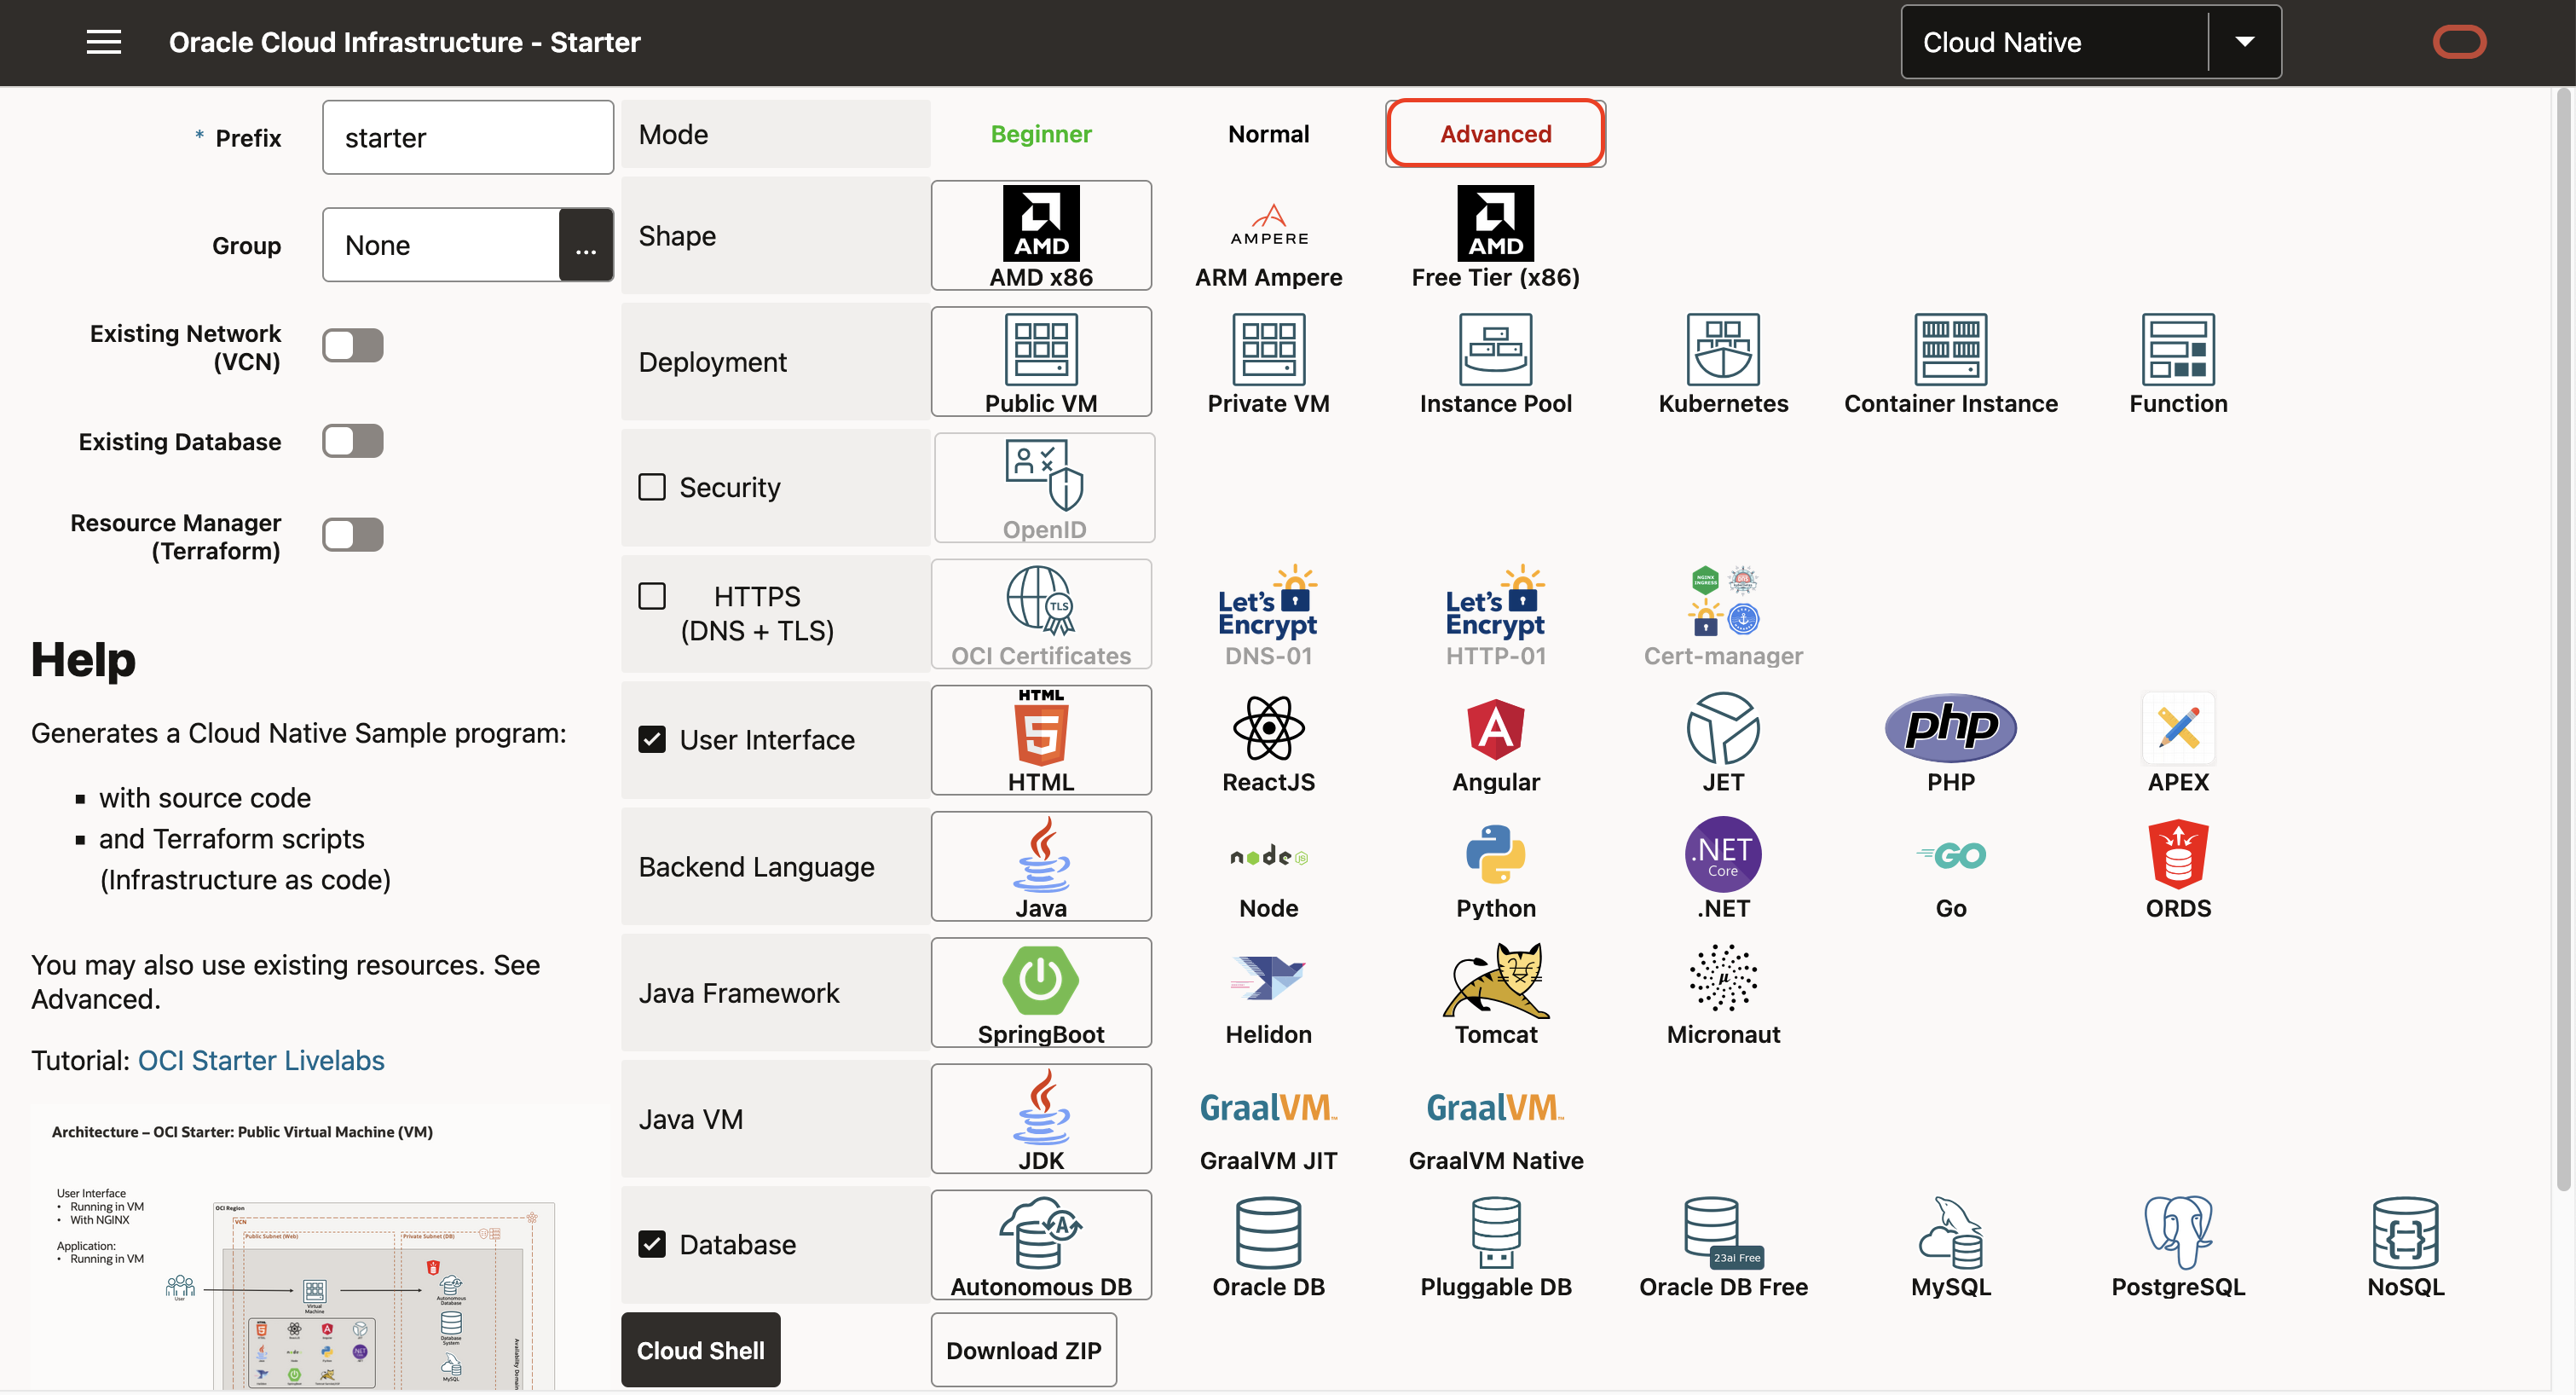 Oracle Cloud Infrastructure - Starter
Cloud Native
* Prefix
starter
Group
None
...
Existing Network
(VCN)
Existing Database
Resource Manager
(Terraform)
Help
Generates a Cloud Native Sample program:
▪ with source code
▪ and Terraform scripts
(Infrastructure as code)
You may also use existing resources. See
Advanced.
Tutorial: OCI Starter Livelabs
Architecture – OCI Starter: Public Virtual Machine (VM)
User Interface
• Running in VM
• With NGINX
Application:
• Running in VM
OCI Region
VCN
Public Subnet (Web)
Private Subnet (DB)
User
Virtual
Machine
Autonomous
Database
Database
System
MySQL
Mode
Beginner
Normal
Advanced
Shape
AMD
AMD x86
AMPERE
ARM Ampere
AMD
Free Tier (x86)
Deployment
Public VM
Private VM
Instance Pool
Kubernetes
Container Instance
Function
Security
OpenID
HTTPS
(DNS + TLS)
TLS
OCI Certificates
Let's
Encrypt
DNS-01
Let's
Encrypt
HTTP-01
NGINX
INGRESS
Cert-manager
User Interface
HTML
5
HTML
ReactJS
A
Angular
JET
php
PHP
APEX
Backend Language
Java
node
JS
Node
Python
.NET
Core
.NET
GO
Go
ORDS
Java Framework
SpringBoot
Helidon
Tomcat
μ
Micronaut
Java VM
JDK
GraalVM™
GraalVM JIT
GraalVM™
GraalVM Native
Database
A
Autonomous DB
Oracle DB
Pluggable DB
23ai Free
Oracle DB Free
MySQL
PostgreSQL
{ }
NoSQL
Cloud Shell
Download ZIP